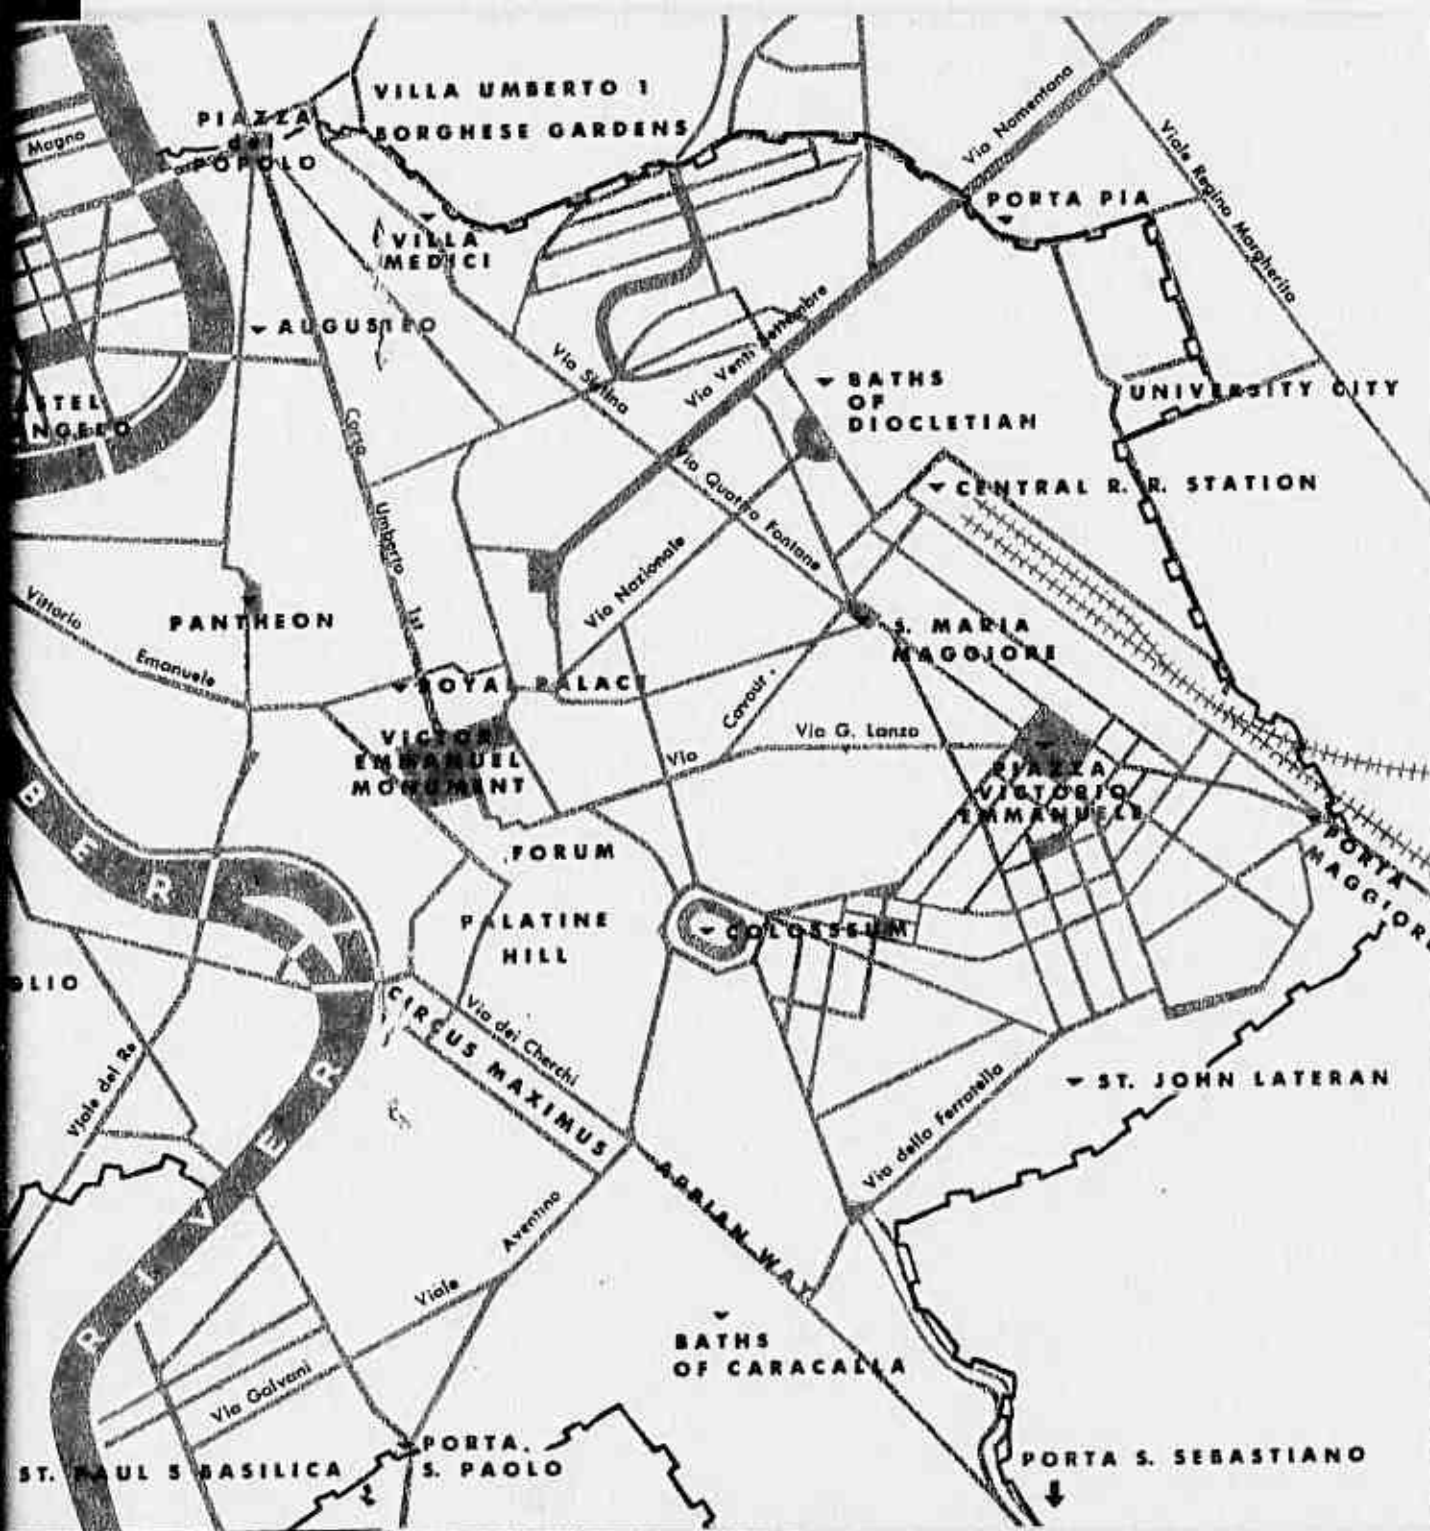 VILLA UMBERTO 1
BORGHESE GARDENS
PIAZZA
del
POPOLO
Magno
Via Nomentana
Viale Regina Margherita
PORTA PIA
VILLA
MEDICI
AUGUSTEO
Via Sistina
Via Venti Settembre
BATHS
OF
DIOCLETIAN
UNIVERSITY CITY
Corso
Umberto
1st
Via Quattro Fontane
CENTRAL R. R. STATION
Via Nazionale
Vittorio
Emanuele
PANTHEON
S. MARIA
MAGGIORE
ROYAL PALACE
Cavour
Via
Via G. Lanza
VICTOR
EMMANUEL
MONUMENT
PIAZZA
VICTORIO
EMMANUELE
PORTA
MAGGIORE
FORUM
PALATINE
HILL
COLOSSEUM
BER
RIVER
GLIO
CIRCUS MAXIMUS
Via dei Cherchi
Viale del Re
ST. JOHN LATERAN
Via della Ferratella
APPIAN WAY
Viale
Aventino
BATHS
OF CARACALLA
Via Galvani
PORTA
S. PAOLO
ST. PAUL S BASILICA
PORTA S. SEBASTIANO